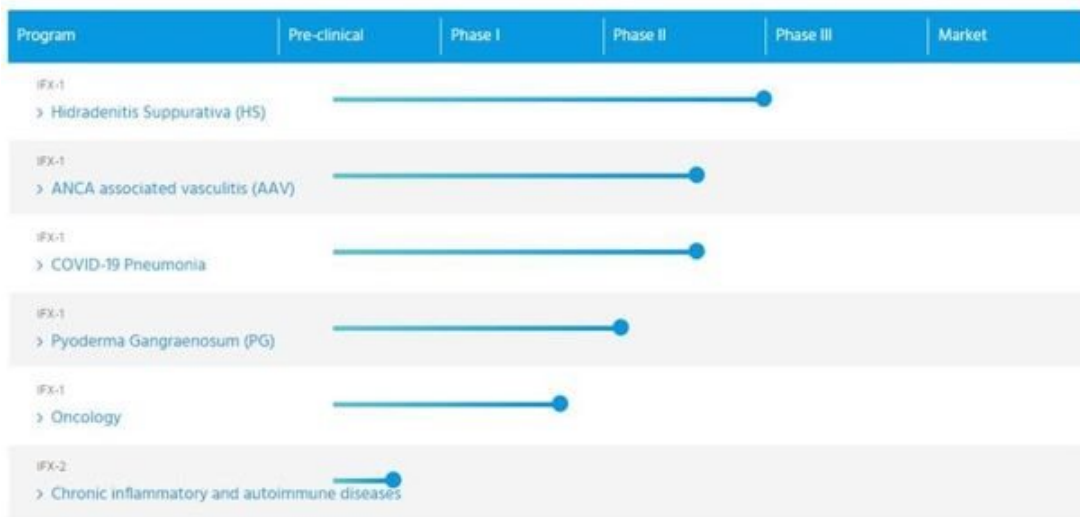 Program Pre-clinical Phase I Phase II Phase III Market
IFX-1
> Hidradenitis Suppurativa (HS)
IFX-1
> ANCA associated vasculitis (AAV)
IFX-1
> COVID-19 Pneumonia
IFX-1
> Pyoderma Gangraenosum (PG)
IFX-1
> Oncology
IFX-2
> Chronic inflammatory and autoimmune diseases